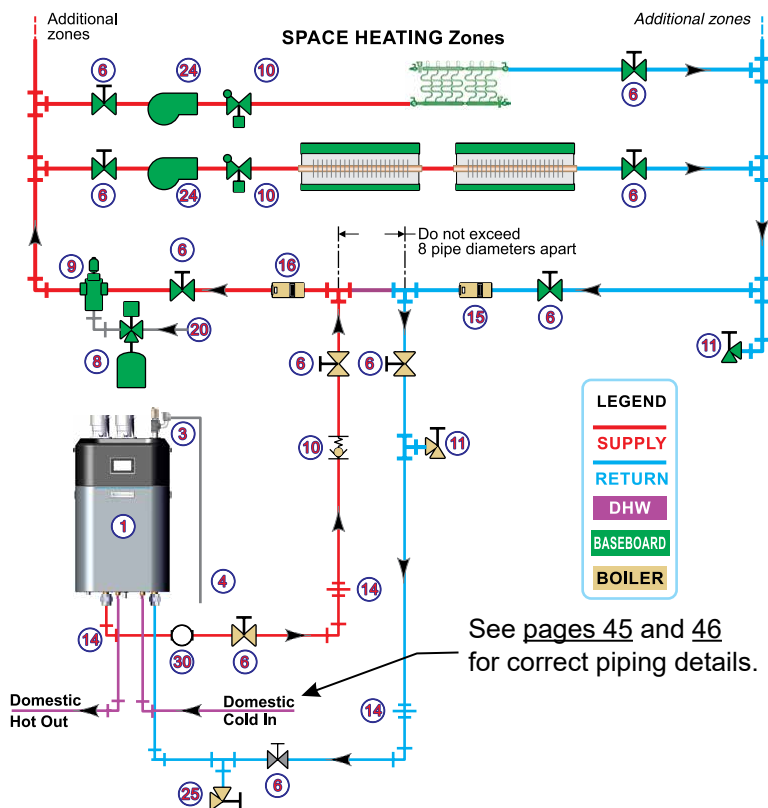 Additional
zones
Additional zones
SPACE HEATING Zones
6
24
10
6
6
24
10
6
Do not exceed
8 pipe diameters apart
9
6
16
15
6
8
20
11
6
6
3
10
11
1
4
14
14
30
6
LEGEND
SUPPLY
RETURN
DHW
BASEBOARD
BOILER
See pages 45 and 46
for correct piping details.
Domestic
Hot Out
Domestic
Cold In
14
25
6